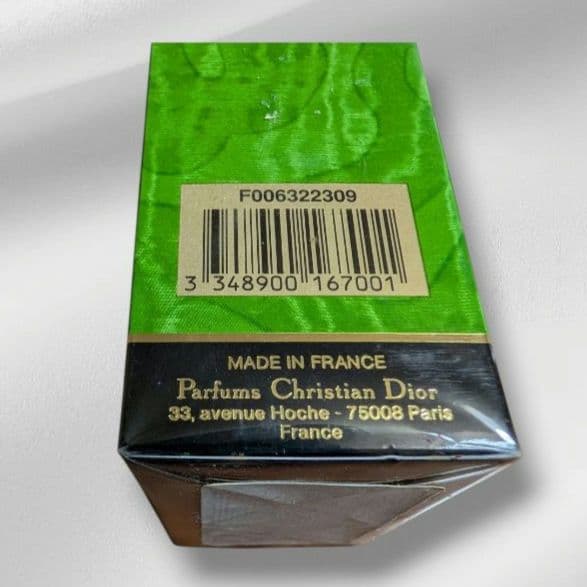 F006322309
3 348900 167001
MADE IN FRANCE
Parfums Christian Dior
33, avenue Hoche - 75008 Paris
France